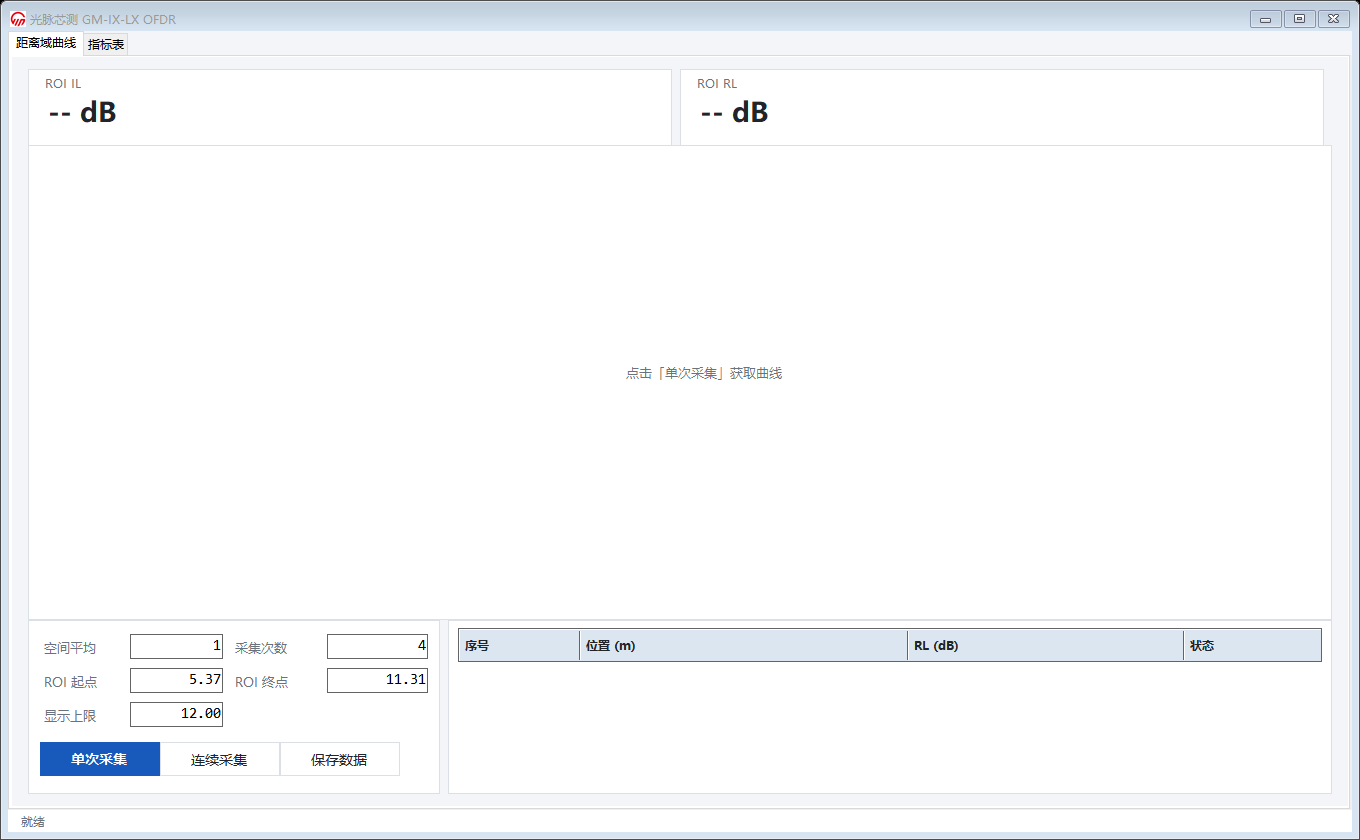 光脉芯测 GM-IX-LX OFDR
距离域曲线 指标表
ROI IL
-- dB
ROI RL
-- dB
点击「单次采集」获取曲线
空间平均 1 采集次数 4
ROI 起点 5.37 ROI 终点 11.31
显示上限 12.00
单次采集 连续采集 保存数据
序号 位置 (m) RL (dB) 状态
就绪